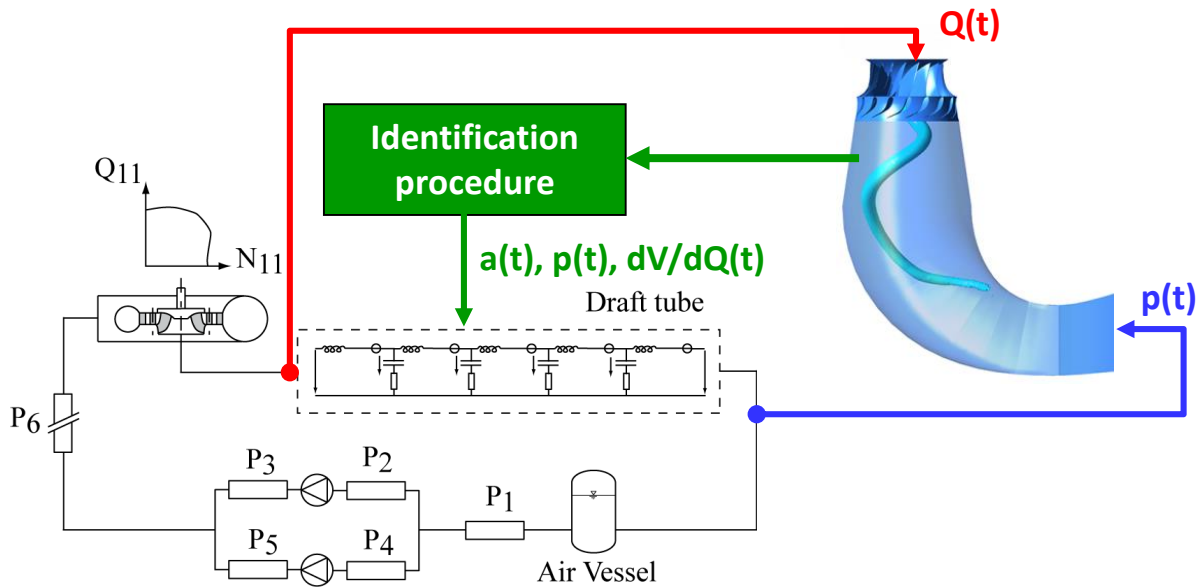 Q(t)
Identification
procedure
Q11
N11
a(t), p(t), dV/dQ(t)
Draft tube
p(t)
P6
P3
P2
P1
P5
P4
Air Vessel